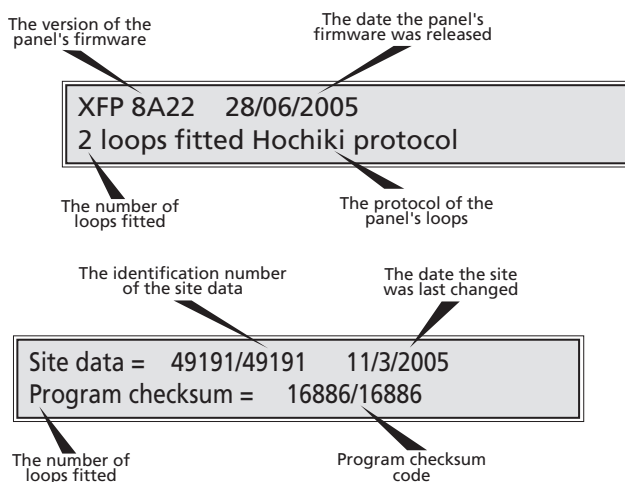 The version of the
panel's firmware
The date the panel's
firmware was released
XFP 8A22 28/06/2005
2 loops fitted Hochiki protocol
The number of
loops fitted
The protocol of the
panel's loops
The identification number
of the site data
The date the site
was last changed
Site data = 49191/49191 11/3/2005
Program checksum = 16886/16886
The number of
loops fitted
Program checksum
code